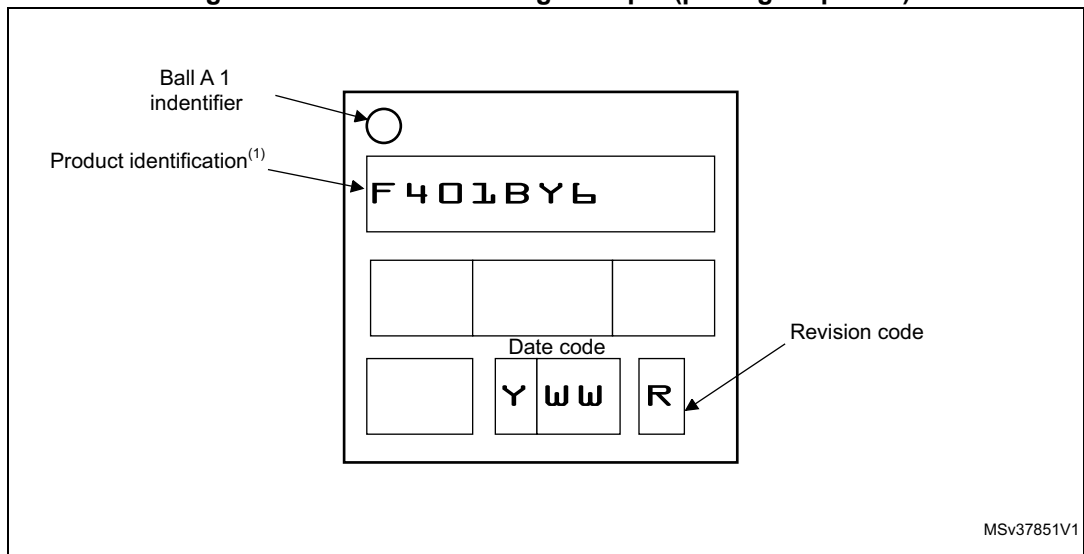 Ball A 1
indentifier
Product identification(1)
F401BY6
Revision code
Date code
Y WW R
MSv37851V1